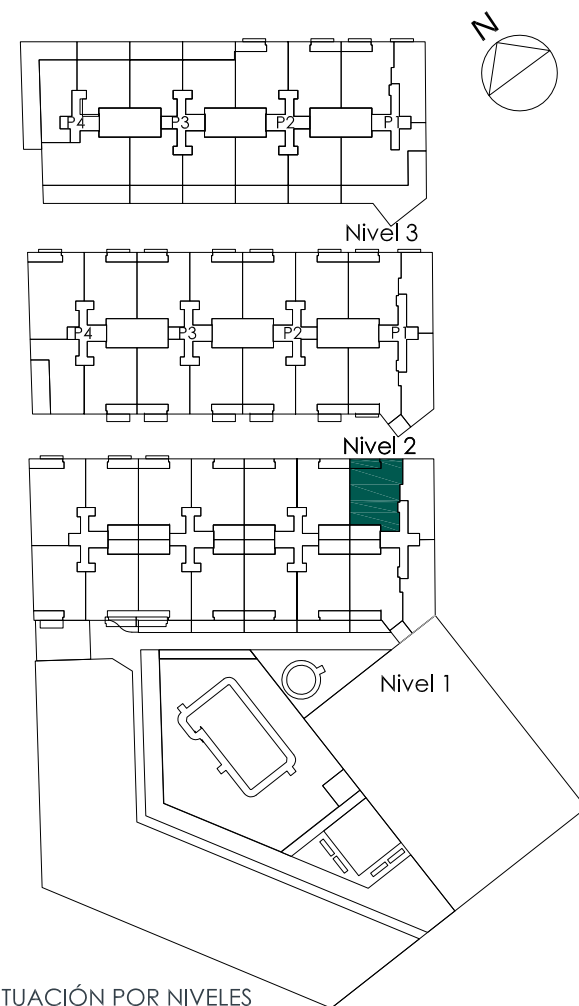 N
P4 P3 P2 P1
Nivel 3
P4 P3 P2 P1
Nivel 2
Nivel 1
TUACIÓN POR NIVELES